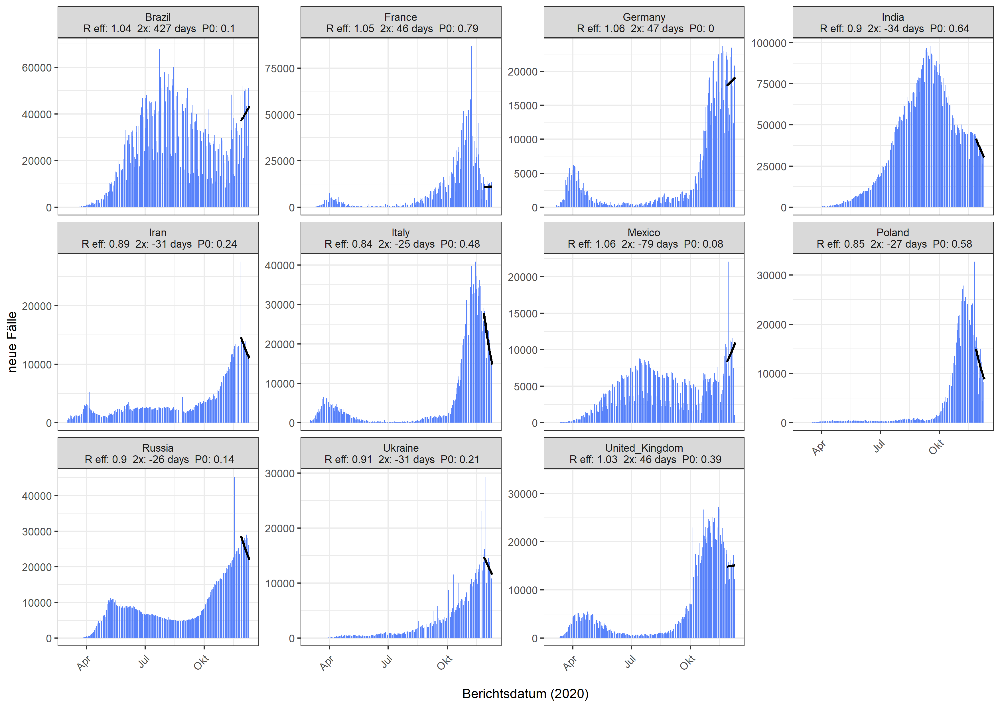 Brazil
R eff: 1.04 2x: 427 days P0: 0.1
France
R eff: 1.05 2x: 46 days P0: 0.79
Germany
R eff: 1.06 2x: 47 days P0: 0
India
R eff: 0.9 2x: -34 days P0: 0.64
60000
40000
20000
0
75000
50000
25000
0
20000
15000
10000
5000
0
100000
75000
50000
25000
0
Iran
R eff: 0.89 2x: -31 days P0: 0.24
Italy
R eff: 0.84 2x: -25 days P0: 0.48
Mexico
R eff: 1.06 2x: -79 days P0: 0.08
Poland
R eff: 0.85 2x: -27 days P0: 0.58
20000
10000
0
40000
30000
20000
10000
0
20000
15000
10000
5000
0
30000
20000
10000
0
Apr Jul Okt
neue Fälle
Russia
R eff: 0.9 2x: -26 days P0: 0.14
Ukraine
R eff: 0.91 2x: -31 days P0: 0.21
United_Kingdom
R eff: 1.03 2x: 46 days P0: 0.39
40000
30000
20000
10000
0
30000
20000
10000
0
30000
20000
10000
0
Apr Jul Okt
Apr Jul Okt
Apr Jul Okt
Berichtsdatum (2020)